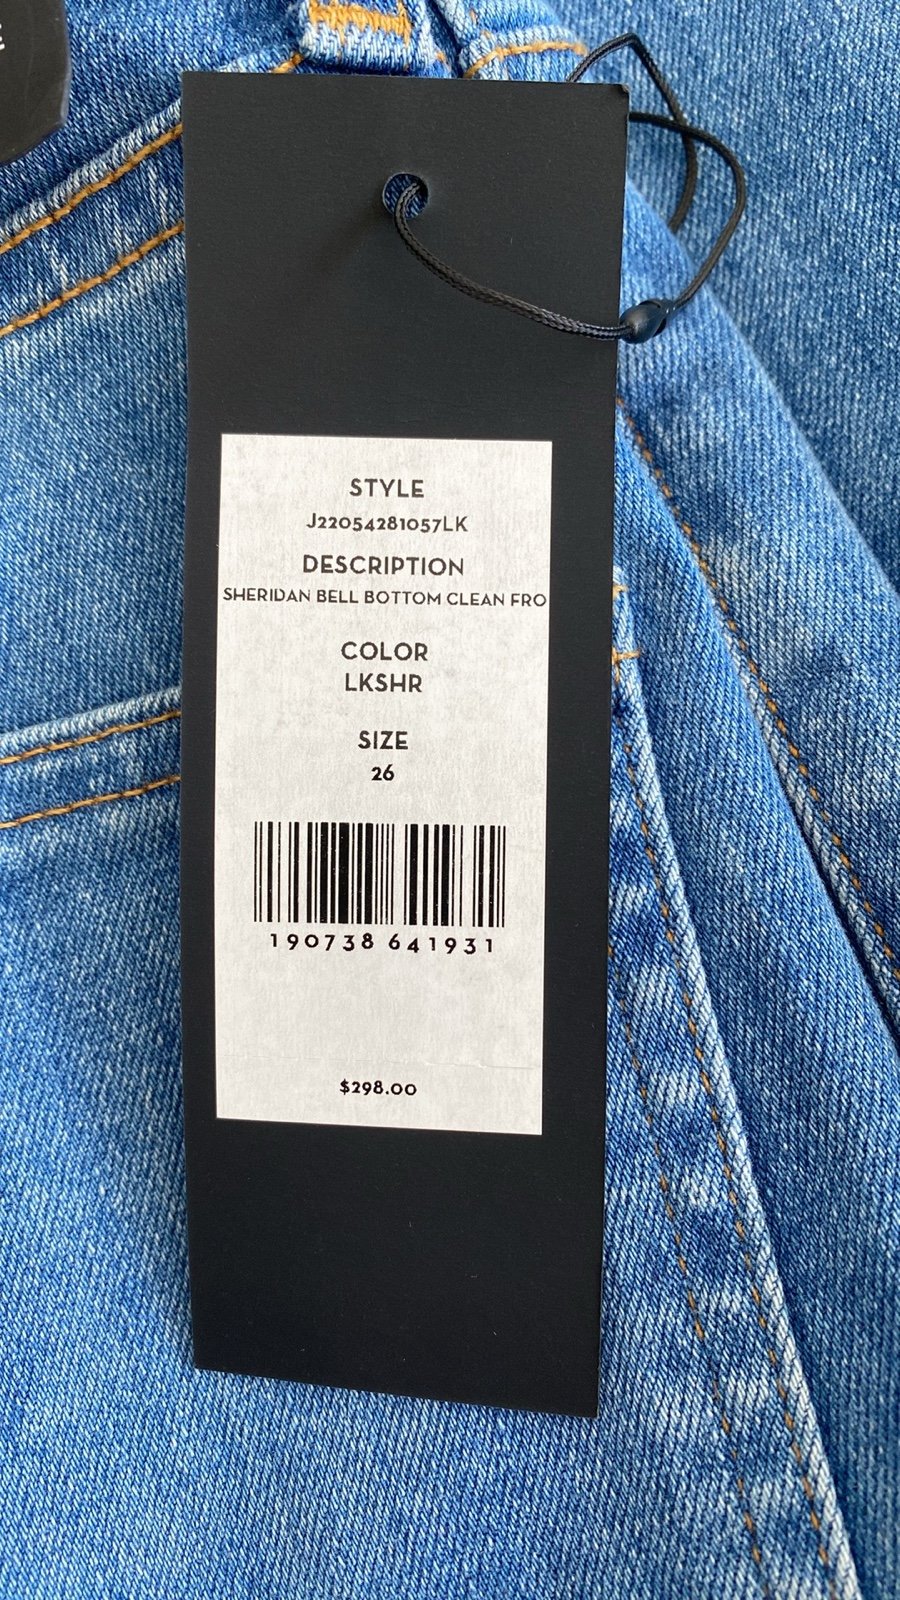 STYLE
J22054281057LK
DESCRIPTION
SHERIDAN BELL BOTTOM CLEAN FRO
COLOR
LKSHR
SIZE
26
190738 641931
$298.00